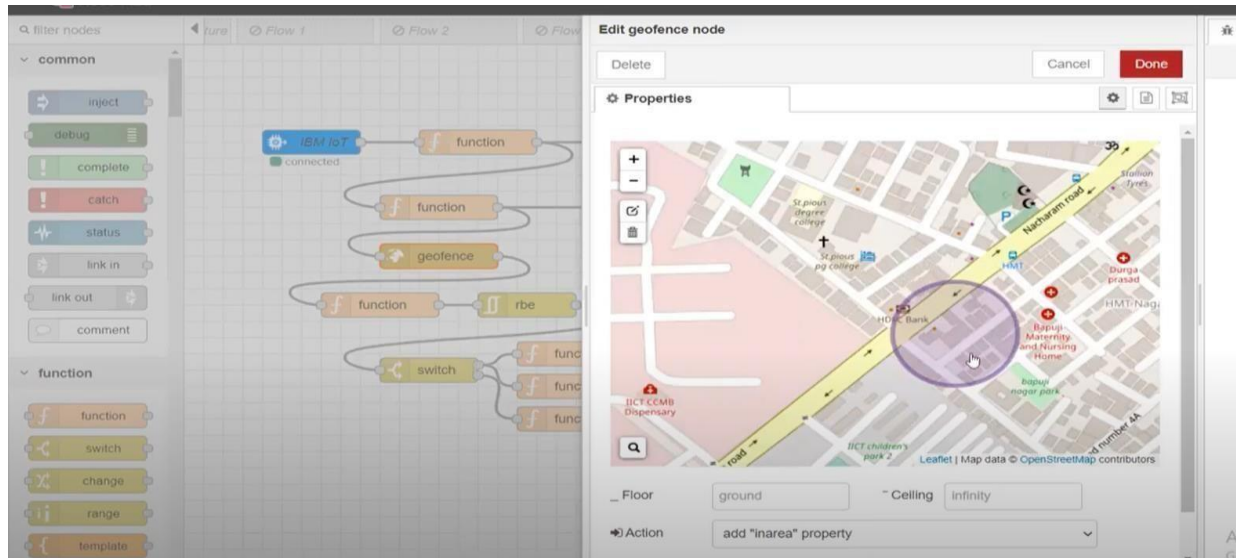 filter nodes
ture
Flow 1
Flow 2
Flow
Edit geofence node
common
Delete
Cancel
Done
Properties
inject
debug
complete
catch
status
link in
link out
comment
function
function
switch
change
range
template
IBM IoT
connected
function
function
geofence
function
rbe
switch
func
func
func
+
−
St.pious
degree
college
St.pious
pg college
Stallion
Tyres
P
Nacharam road
HMT
Durga
prasad
HMT Naga
HDFC Bank
Bapuji
Maternity
and Nursing
Home
bapuji
nagar park
IICT CCMB
Dispensary
IICT children's
park 2
road
number 4A
Leaflet | Map data © OpenStreetMap contributors
_ Floor
ground
Ceiling
infinity
Action
add "inarea" property